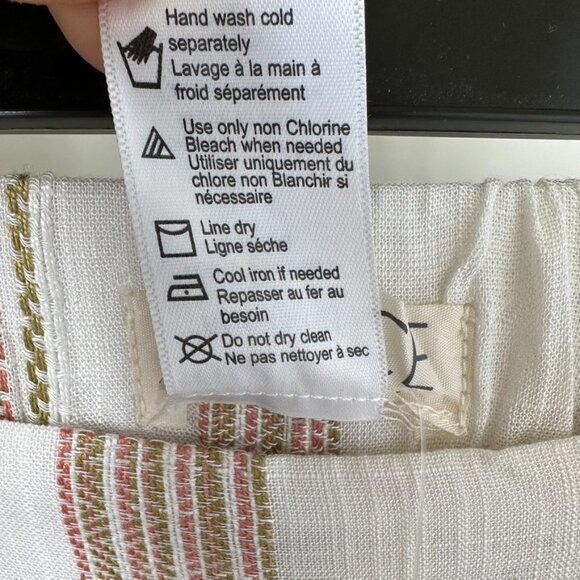 Hand wash cold
separately
Lavage à la main à
froid séparément
Use only non Chlorine
Bleach when needed
Utiliser uniquement du
chlore non Blanchir si
nécessaire
Line dry
Ligne séche
Cool iron if needed
Repasser au fer au
besoin
Do not dry clean
Ne pas nettoyer à sec